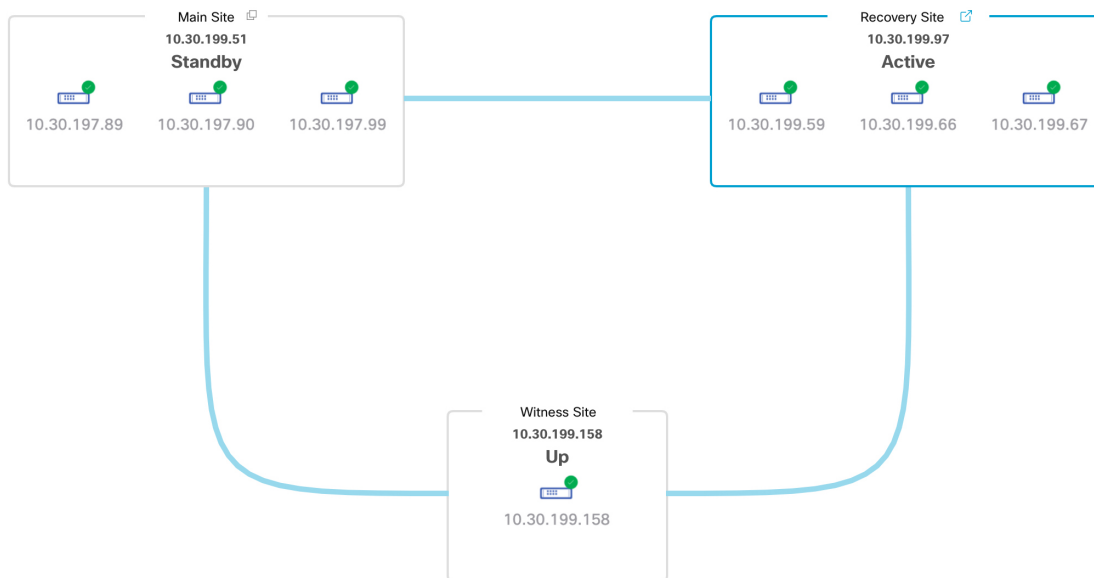 Main Site
10.30.199.51
Standby
10.30.197.89 10.30.197.90 10.30.197.99
Recovery Site
10.30.199.97
Active
10.30.199.59 10.30.199.66 10.30.199.67
Witness Site
10.30.199.158
Up
10.30.199.158